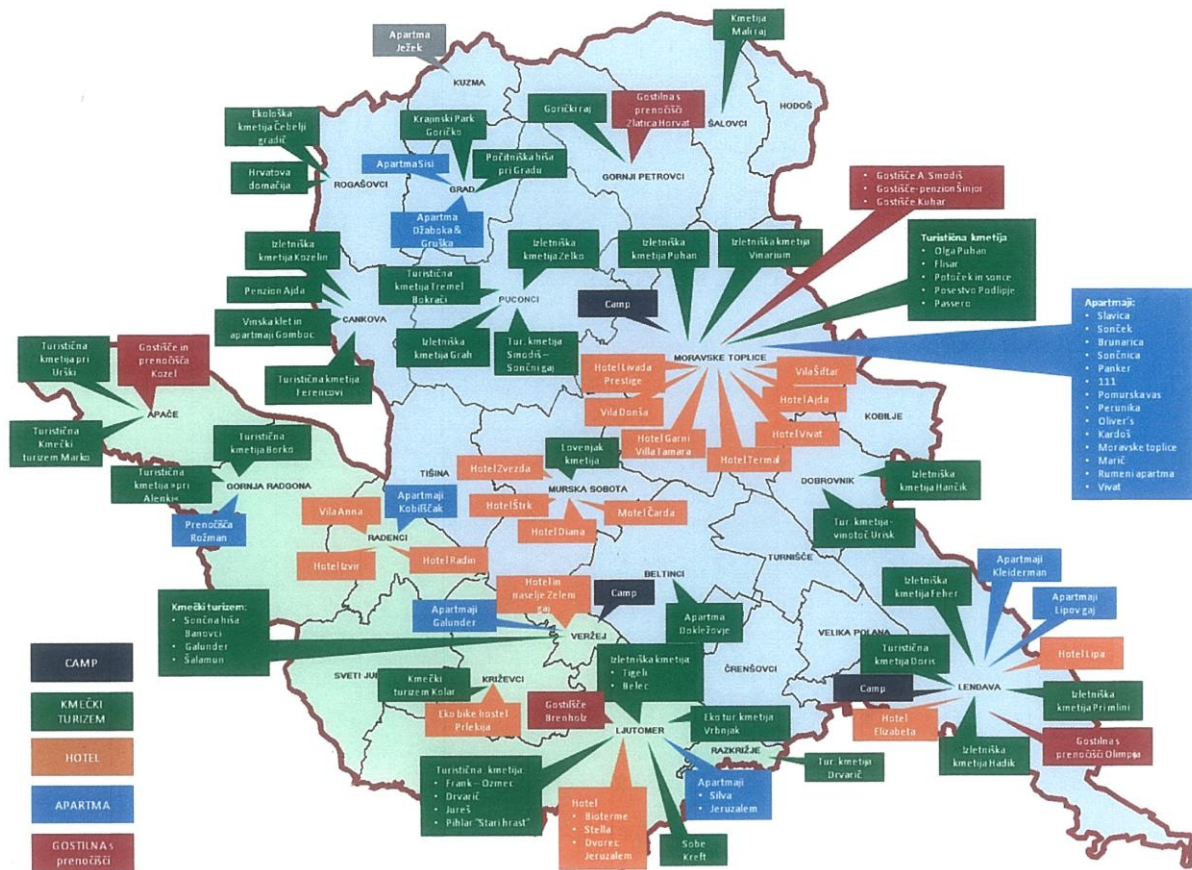 Apartma
Ježek
Kmetija
Mali raj
KUZMA
HODOŠ
Ekološka
kmetija Čebelji
gradič
Krajinski Park
Goričko
Gorički raj
Gostilna s
prenočišči
Zlatica Horvat
ŠALOVCI
Hrvatova
domačija
ROGAŠOVCI
Apartma Sisi
Počitniška hiša
pri Gradu
GRAD
GORNJI PETROVCI
Apartma
Džaboka &
Gruška
• Gostišče A. Smodiš
• Gostišče-penzion Šinjor
• Gostišče Kuhar
Izletniška
kmetija Kozelin
Izletniška
kmetija Zelko
Izletniška
kmetija Puhan
Izletniška kmetija
Vinarium
Turistična kmetija
• Olga Puhan
• Flisar
• Potoček in sonce
• Posestvo Podlipje
• Passero
Penzion Ajda
Turistična
kmetija Tremel
Bokrači
PUCONCI
Camp
Vinska klet in
apartmaji Gomboc
CANKOVA
Izletniška
kmetija Grah
Tur. kmetija
Smodiš –
Sončni gaj
Turistična kmetija
Ferencovi
Apartmaji:
• Slavica
• Sonček
• Brunarica
• Sončnica
• Panker
• 111
• Pomurska vas
• Perunika
• Oliver's
• Kardoš
• Moravske toplice
• Marič
• Rumeni apartma
• Vivat
MORAVSKE TOPLICE
Hotel Livada
Prestige
Vila Šdtar
Vila Donša
Hotel Ajda
Hotel Garni
Villa Tamara
Hotel Vivat
Hotel Termal
KOBILJE
Turistična
kmetija pri
Urški
Gostišče in
prenočišča
Kozel
APAČE
Turistična
Kmečki
turizem Marko
Turistična
kmetija Borko
Turistična
kmetija »pri
Alenki«
GORNJA RADGONA
Prenočišča
Rožman
TIŠINA
Lovenjak
kmetija
Hotel Zvezda
MURSKA SOBOTA
Hotel Štrk
Motel Čarda
Hotel Diana
DOBROVNIK
Izletniška
kmetija Hančik
Tur. kmetija-
vinotoč Urisk
Vila Anna
Apartmaji
Kobilščak
RADENCI
Hotel Izvir
Hotel Radin
TURNIŠČE
BELTINCI
Apartma
Dokležovje
Hotel in
naselje Zeleni
gaj
Camp
Apartmaji
Galunder
VERŽEJ
Kmečki turizem:
• Sončna hiša
Banovci
• Galunder
• Šalamun
Izletniška
kmetija Feher
Apartmaji
Kleiderman
Apartmaji
Lipov gaj
VELIKA POLANA
Turistična
kmetija Doris
Hotel Lipa
Camp
LENDAVA
Hotel
Elizabeta
Izletniška
kmetija Pri mlini
Izletniška
kmetija Hadik
Gostilna s
prenočišči Olimpija
ČRENŠOVCI
SVETI JUR
Kmečki
turizem Kolar
KRIŽEVCI
Eko bike hostel
Prlekija
Izletniška kmetija
• Tigeli
• Belec
Gostilšče
Brenholz
LJUTOMER
Eko tur. kmetija
Vrbnjak
RAZKRIŽJE
Tur. kmetija
Drvarič
Turistična kmetija:
• Frank – Ozmec
• Drvarič
• Jureš
• Pihlar "Stari hrast"
Hotel
• Bioterme
• Stella
• Dvorec
Jeruzalem
Apartmaji
• Silva
• Jeruzalem
Sobe
Kreft
CAMP
KMEČKI
TURIZEM
HOTEL
APARTMA
GOSTILNA s
prenočišči